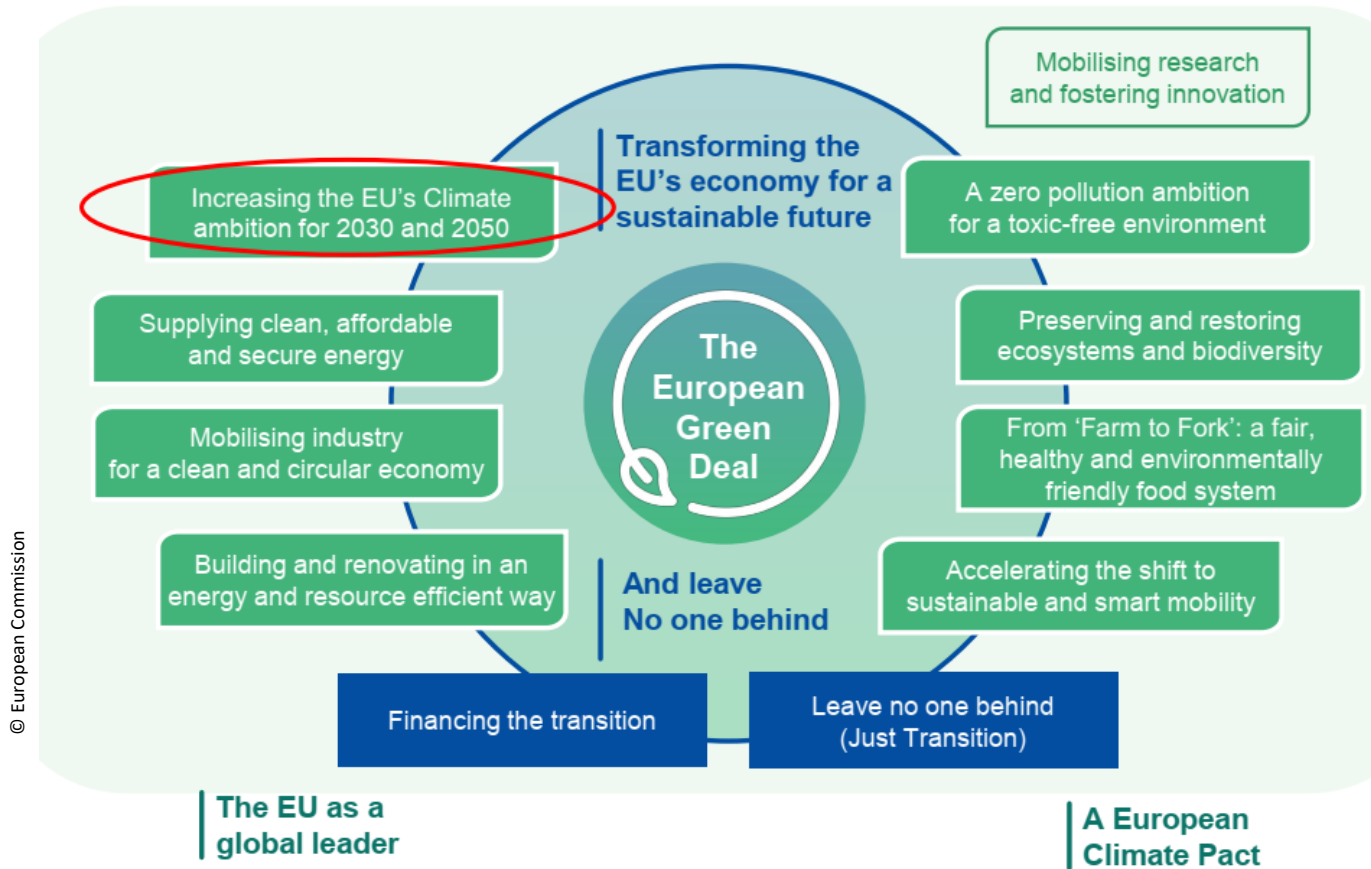 Mobilising research
and fostering innovation
Transforming the
EU's economy for a
sustainable future
Increasing the EU's Climate
ambition for 2030 and 2050
A zero pollution ambition
for a toxic-free environment
Supplying clean, affordable
and secure energy
Preserving and restoring
ecosystems and biodiversity
The
European
Green
Deal
Mobilising industry
for a clean and circular economy
From ‘Farm to Fork’: a fair,
healthy and environmentally
friendly food system
Building and renovating in an
energy and resource efficient way
And leave
No one behind
Accelerating the shift to
sustainable and smart mobility
Financing the transition
Leave no one behind
(Just Transition)
The EU as a
global leader
A European
Climate Pact
© European Commission